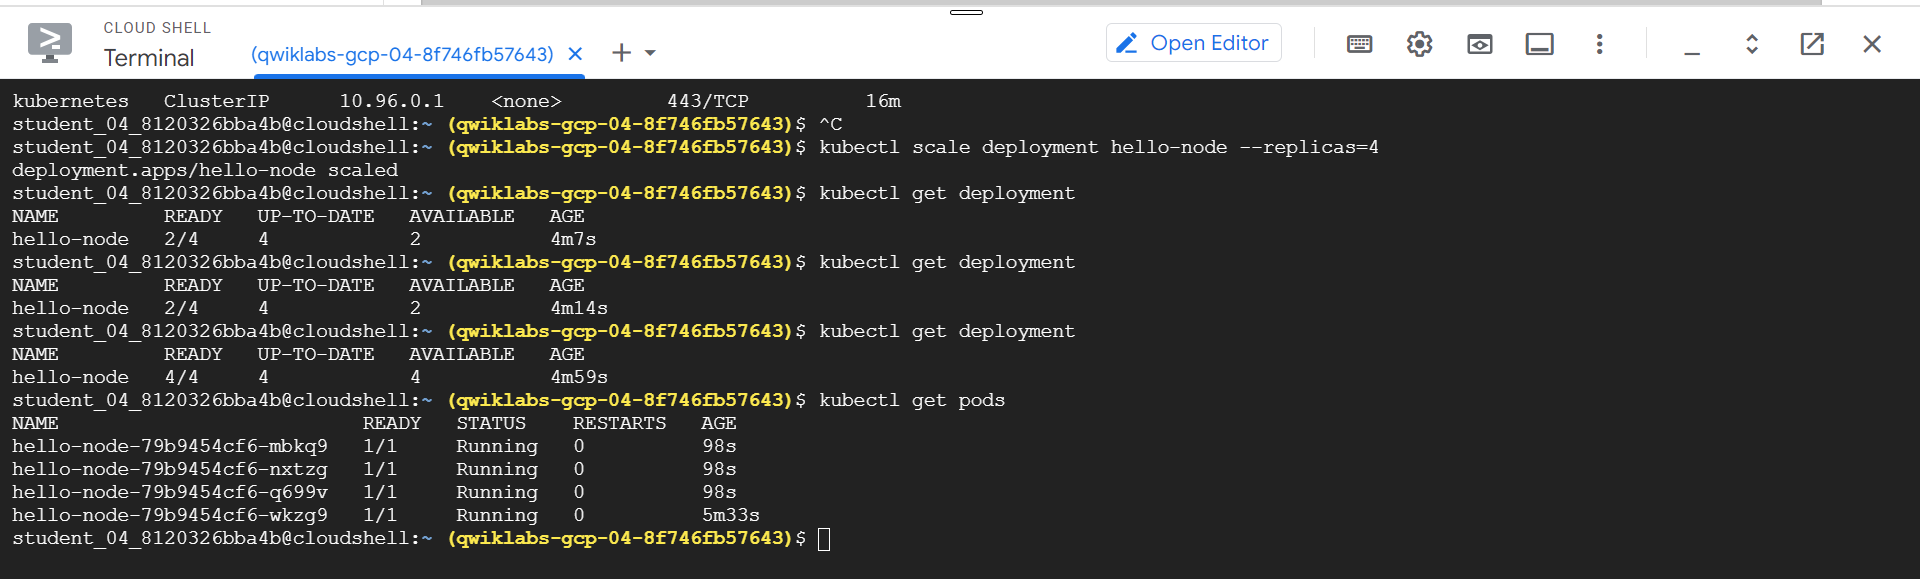 CLOUD SHELL
Terminal
(qwiklabs-gcp-04-8f746fb57643)
Open Editor
kubernetes   ClusterIP      10.96.0.1    <none>         443/TCP          16m
student_04_8120326bba4b@cloudshell:~ (qwiklabs-gcp-04-8f746fb57643)$ ^C
student_04_8120326bba4b@cloudshell:~ (qwiklabs-gcp-04-8f746fb57643)$ kubectl scale deployment hello-node --replicas=4
deployment.apps/hello-node scaled
student_04_8120326bba4b@cloudshell:~ (qwiklabs-gcp-04-8f746fb57643)$ kubectl get deployment
NAME         READY   UP-TO-DATE   AVAILABLE   AGE
hello-node   2/4     4            2           4m7s
student_04_8120326bba4b@cloudshell:~ (qwiklabs-gcp-04-8f746fb57643)$ kubectl get deployment
NAME         READY   UP-TO-DATE   AVAILABLE   AGE
hello-node   2/4     4            2           4m14s
student_04_8120326bba4b@cloudshell:~ (qwiklabs-gcp-04-8f746fb57643)$ kubectl get deployment
NAME         READY   UP-TO-DATE   AVAILABLE   AGE
hello-node   4/4     4            4           4m59s
student_04_8120326bba4b@cloudshell:~ (qwiklabs-gcp-04-8f746fb57643)$ kubectl get pods
NAME                          READY   STATUS    RESTARTS   AGE
hello-node-79b9454cf6-mbkq9   1/1     Running   0          98s
hello-node-79b9454cf6-nxtzg   1/1     Running   0          98s
hello-node-79b9454cf6-q699v   1/1     Running   0          98s
hello-node-79b9454cf6-wkzg9   1/1     Running   0          5m33s
student_04_8120326bba4b@cloudshell:~ (qwiklabs-gcp-04-8f746fb57643)$